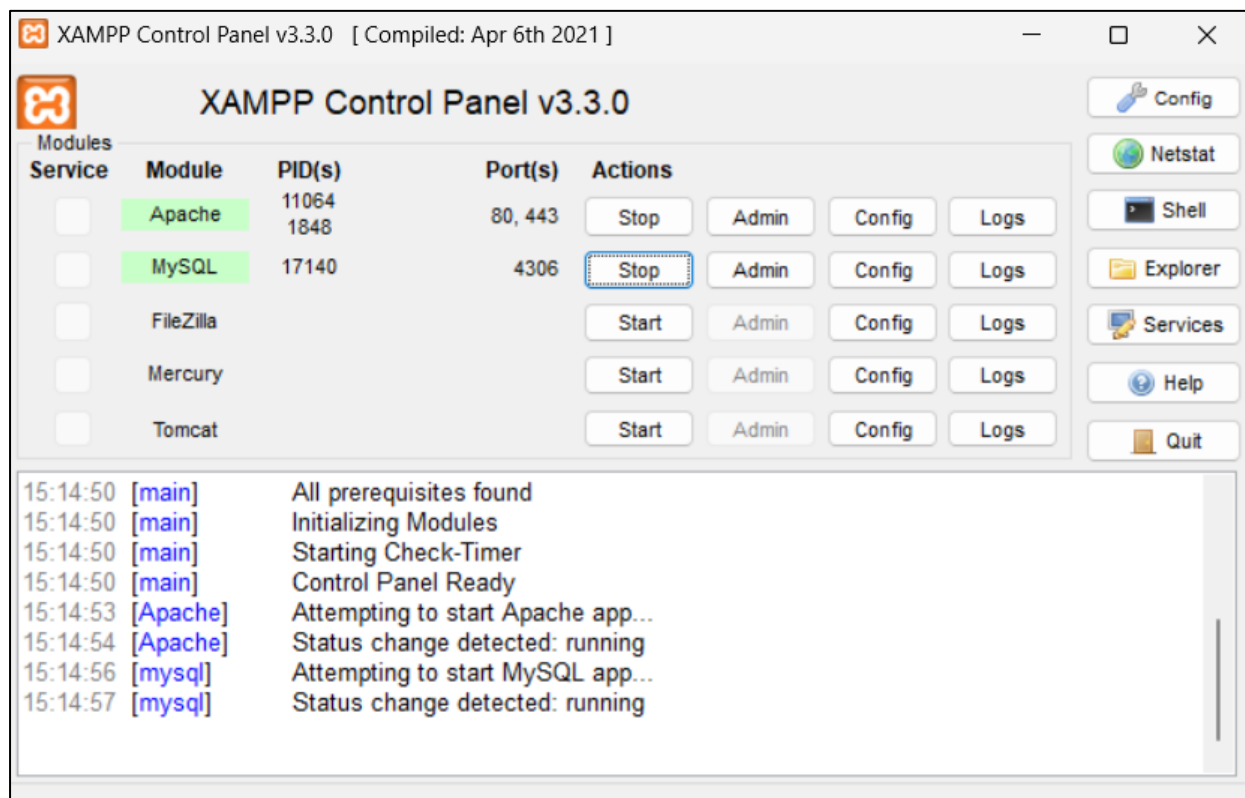 XAMPP Control Panel v3.3.0 [ Compiled: Apr 6th 2021 ]
XAMPP Control Panel v3.3.0
Config
Modules
Service Module PID(s) Port(s) Actions
Netstat
Apache 11064 1848 80, 443 Stop Admin Config Logs
Shell
MySQL 17140 4306 Stop Admin Config Logs
Explorer
FileZilla Start Admin Config Logs
Services
Mercury Start Admin Config Logs
Help
Tomcat Start Admin Config Logs
Quit
15:14:50 [main] All prerequisites found
15:14:50 [main] Initializing Modules
15:14:50 [main] Starting Check-Timer
15:14:50 [main] Control Panel Ready
15:14:53 [Apache] Attempting to start Apache app...
15:14:54 [Apache] Status change detected: running
15:14:56 [mysql] Attempting to start MySQL app...
15:14:57 [mysql] Status change detected: running